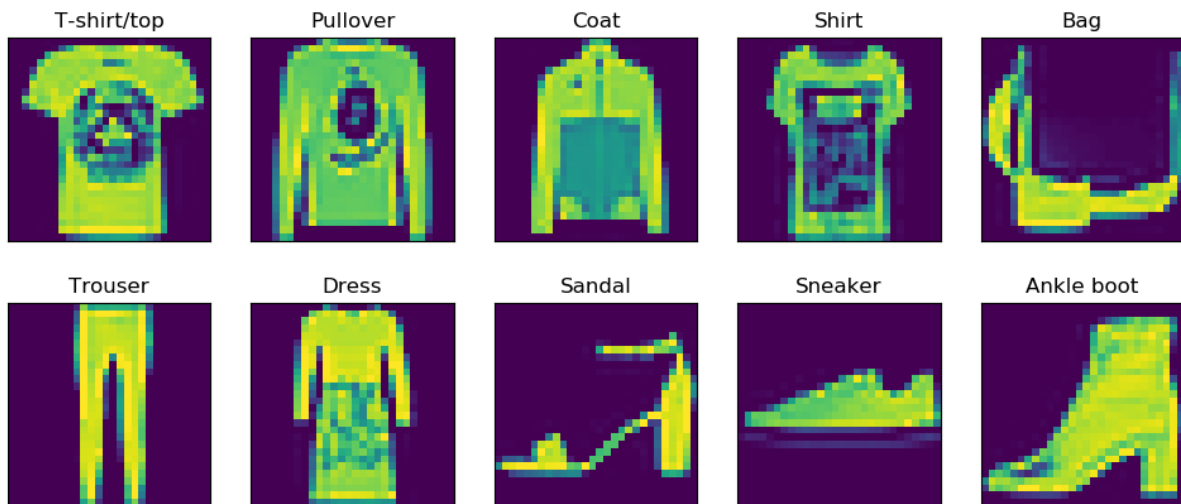 T-shirt/top
Pullover
Coat
Shirt
Bag
Trouser
Dress
Sandal
Sneaker
Ankle boot